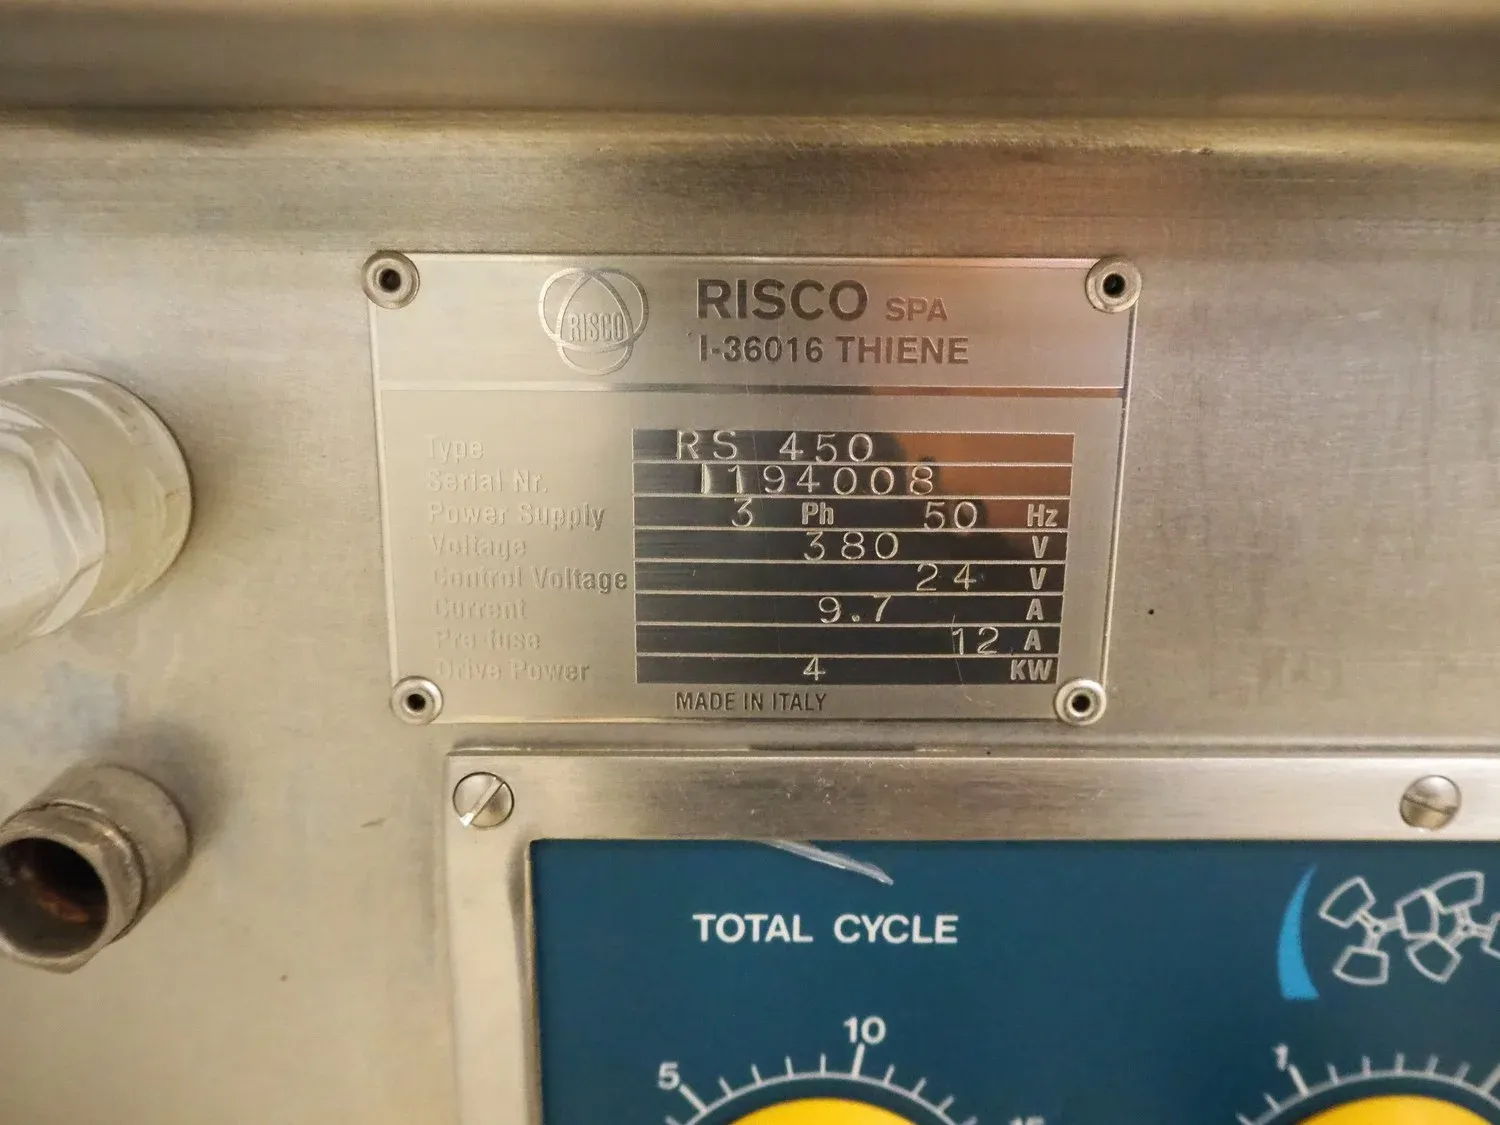 RISCO
RISCO SPA
I-36016 THIENE
Type RS 450
Serial Nr. 1194008
Power Supply 3 Ph 50 Hz
Voltage 380 V
Control Voltage 24 V
Current 9.7 A
Pre-fuse 12 A
Drive Power 4 KW
MADE IN ITALY
TOTAL CYCLE
5 10 15
1